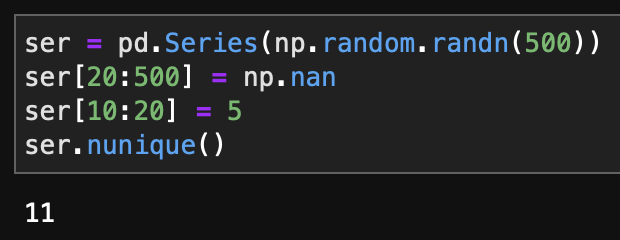 ser = pd.Series(np.random.randn(500))
ser[20:500] = np.nan
ser[10:20] = 5
ser.nunique()
11